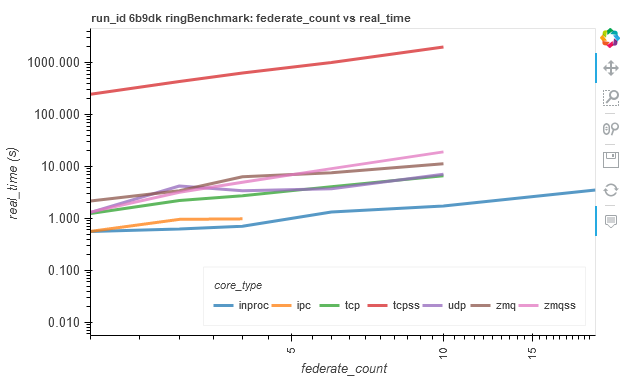 run_id 6b9dk ringBenchmark: federate_count vs real_time
real_time (s)
1000.000
100.000
10.000
1.000
0.100
0.010
core_type
inproc ipc tcp tcpss udp zmq zmqss
5 10 15
federate_count